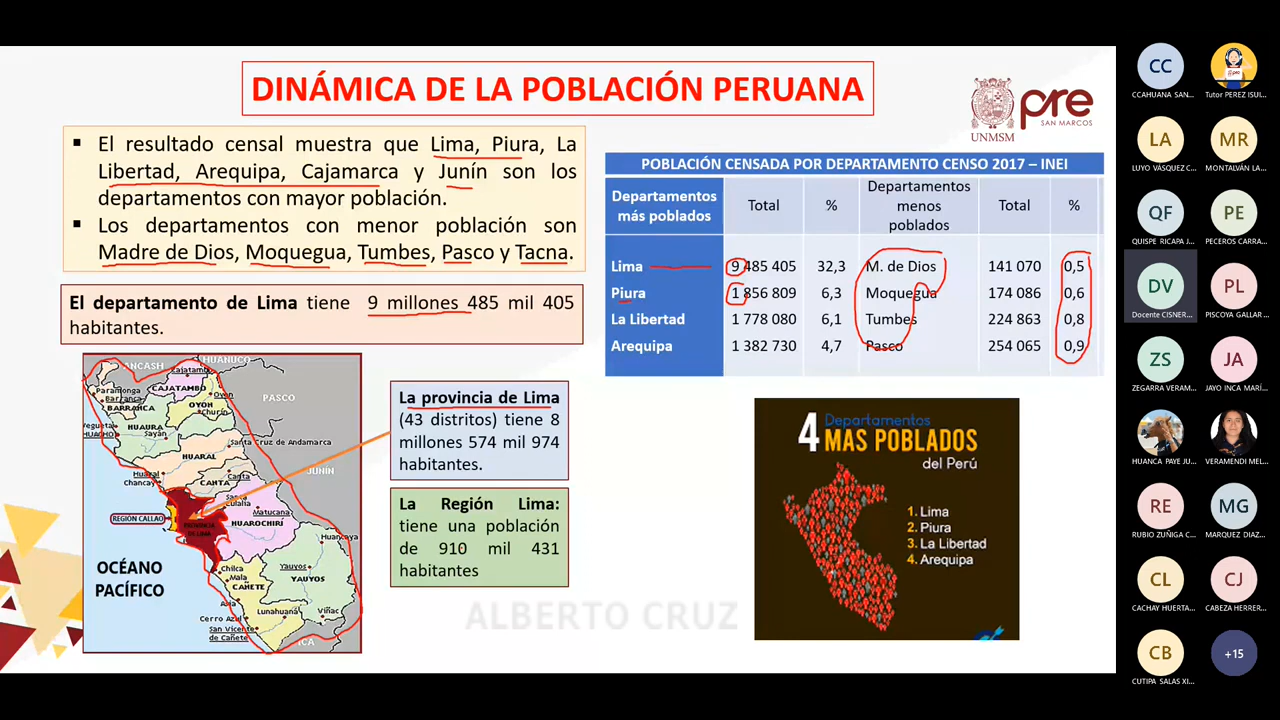 DINÁMICA DE LA POBLACIÓN PERUANA
UNMSM
pre
SAN MARCOS
▪ El resultado censal muestra que Lima, Piura, La
Libertad, Arequipa, Cajamarca y Junín son los
departamentos con mayor población.
▪ Los departamentos con menor población son
Madre de Dios, Moquegua, Tumbes, Pasco y Tacna.
El departamento de Lima tiene 9 millones 485 mil 405
habitantes.
POBLACIÓN CENSADA POR DEPARTAMENTO CENSO 2017 – INEI
Departamentos más poblados Total % Departamentos menos poblados Total %
Lima 9 485 405 32,3 M. de Dios 141 070 0,5
Piura 1 856 809 6,3 Moquegua 174 086 0,6
La Libertad 1 778 080 6,1 Tumbes 224 863 0,8
Arequipa 1 382 730 4,7 Pasco 254 065 0,9
ANCASH
HUANUCO
Cajatambo
PASCO
CAJATAMBO
Paramonga
Barranca
BARRANCA
Oyon
OYON
Churín
HUAURA
Sayán
HUACHO
Santa Cruz de Andamarca
HUARAL
JUNÍN
Huaral
Chancay
Canta
CANTA
Santa Eulalia
Matucana
REGION CALLAO
PROVINCIA DE LIMA
HUAROCHIRÍ
Huancaya
OCÉANO
PACÍFICO
Chilca
Mala
Yauyos
YAUYOS
CAÑETE
Asia
Lunahuaná
Viñac
Cerro Azul
San Vicente
de Cañete
ICA
La provincia de Lima
(43 distritos) tiene 8
millones 574 mil 974
habitantes.
La Región Lima:
tiene una población
de 910 mil 431
habitantes
4 Departamentos
MAS POBLADOS
del Perú
1. Lima
2. Piura
3. La Libertad
4. Arequipa
ALBERTO CRUZ
CC
CCAHUANA SAN...
Tutor PEREZ ISUI...
LA
LUYO VÁSQUEZ C...
MR
MONTALVÁN LA...
QF
QUISPE RICAPA J...
PE
PECEROS CARRA...
DV
Docente CISNER...
PL
PISCOYA GALLAR...
ZS
ZEGARRA VERAM...
JA
JAYO INCA MARÍ...
HUANCA PAYE JU...
VERAMENDI MEL...
RE
RUBIO ZUÑIGA C...
MG
MARQUEZ DIAZ...
CL
CACHAY HUERTA...
CJ
CABEZA HERRER...
CB
CUTIPA SALAS XI...
+15